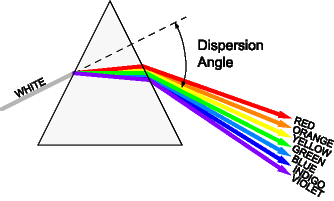 WHITE
Dispersion
Angle
RED
ORANGE
YELLOW
GREEN
BLUE
INDIGO
VIOLET